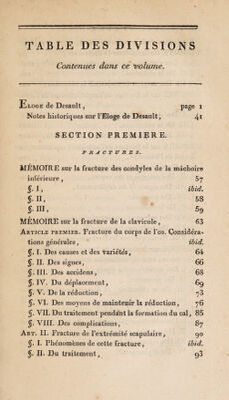 TABLE DES DIVISIONS
Contenues dans ce volume.
ELOGE de Desault, page 1
Notes historiques sur l'Eloge de Desault, 41
SECTION PREMIERE.
FRACTURES.
MÉMOIRE sur la fracture des condyles de la mâchoire
inférieure, 57
§. I, ibid.
§. II, 58
§. III, 59
MÉMOIRE sur la fracture de la clavicule, 63
ARTICLE PREMIER. Fracture du corps de l'os. Considéra-
tions générales, ibid.
§. I. Des causes et des variétés, 64
§. II. Des signes, 66
§. III. Des accidens, 68
§. IV. Du déplacement, 69
§. V. De la réduction, 73
§. VI. Des moyens de maintenir la réduction, 76
§. VII. Du traitement pendant la formation du cal, 85
§. VIII. Des complications, 87
ART. II. Fracture de l'extrémité scapulaire, 90
§. I. Phénomènes de cette fracture, ibid.
§. II. Du traitement, 93